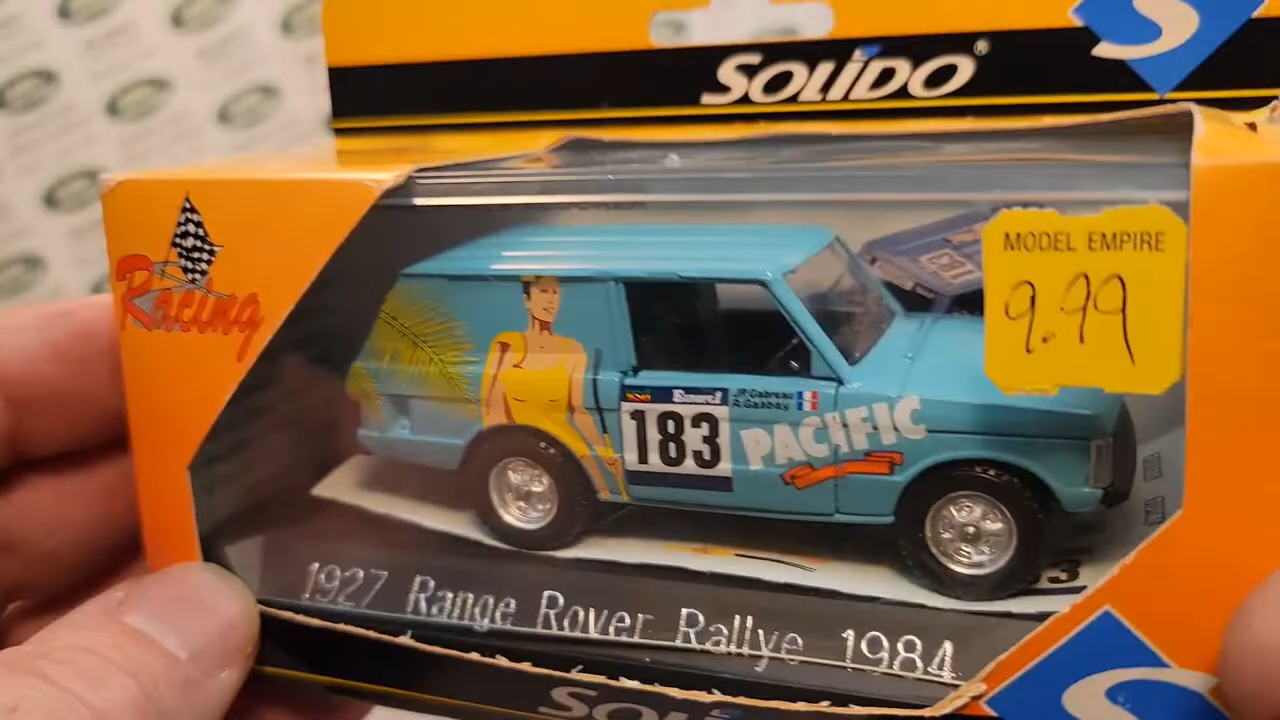 SOLIDO®
S
Racing
MODEL EMPIRE
9.99
183
PACIFIC
1927 Range Rover Rallye 1984
S